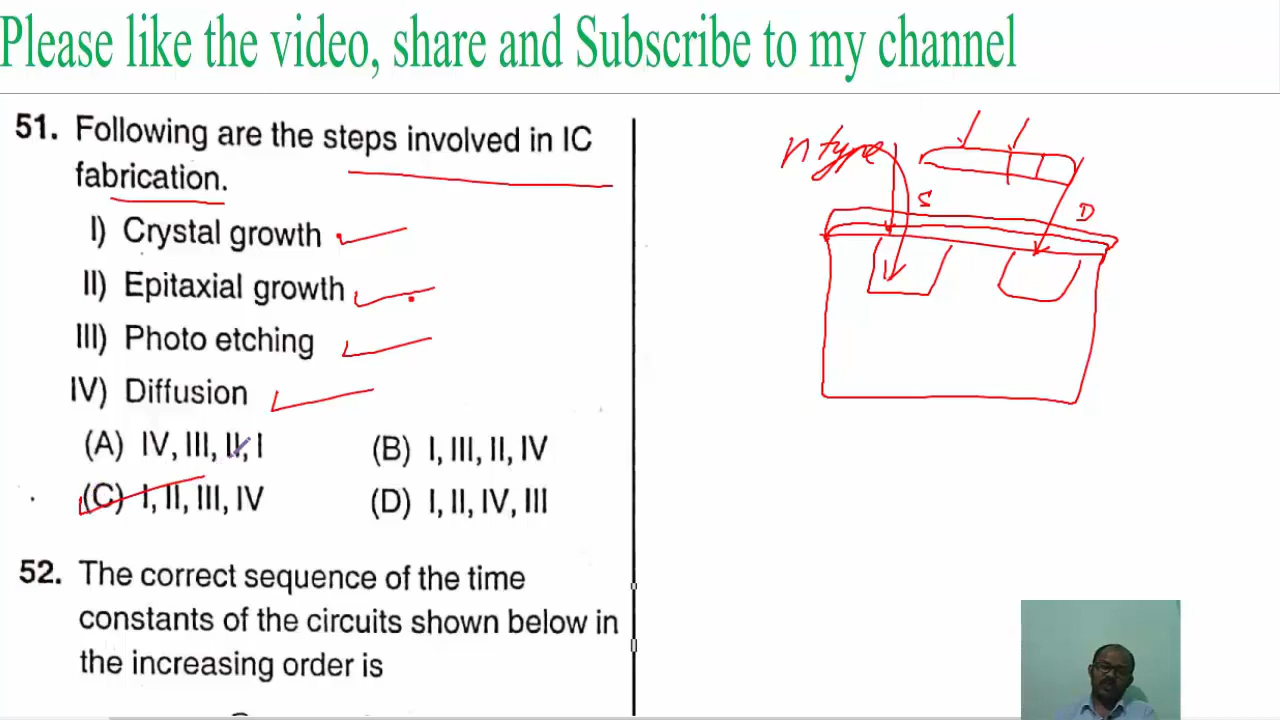 Please like the video, share and Subscribe to my channel
51. Following are the steps involved in IC
fabrication.
I) Crystal growth
II) Epitaxial growth
III) Photo etching
IV) Diffusion
(A) IV, III, II, I (B) I, III, II, IV
(C) I, II, III, IV (D) I, II, IV, III
52. The correct sequence of the time
constants of the circuits shown below in
the increasing order is
n type
S
D